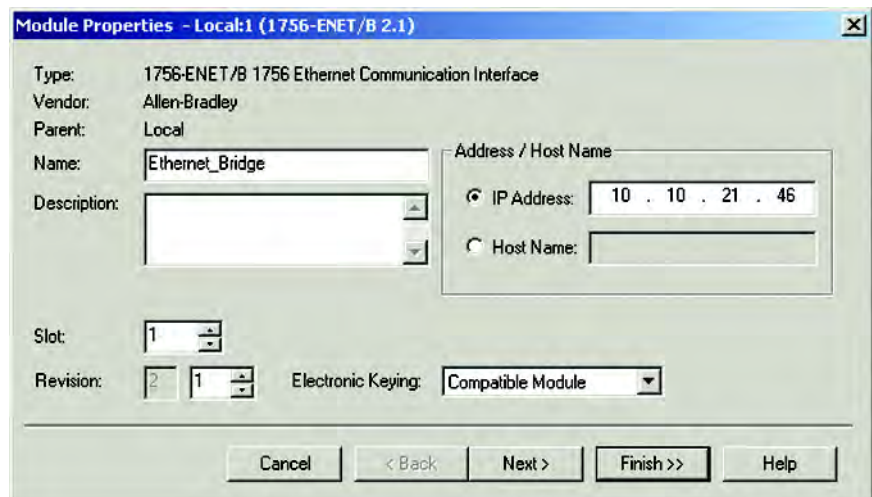 Module Properties - Local:1 (1756-ENET/B 2.1)
Type: 1756-ENET/B 1756 Ethernet Communication Interface
Vendor: Allen-Bradley
Parent: Local
Name: Ethernet_Bridge
Description:
Address / Host Name
IP Address: 10 . 10 . 21 . 46
Host Name:
Slot: 1
Revision: 2 1 Electronic Keying: Compatible Module
Cancel < Back Next > Finish >> Help